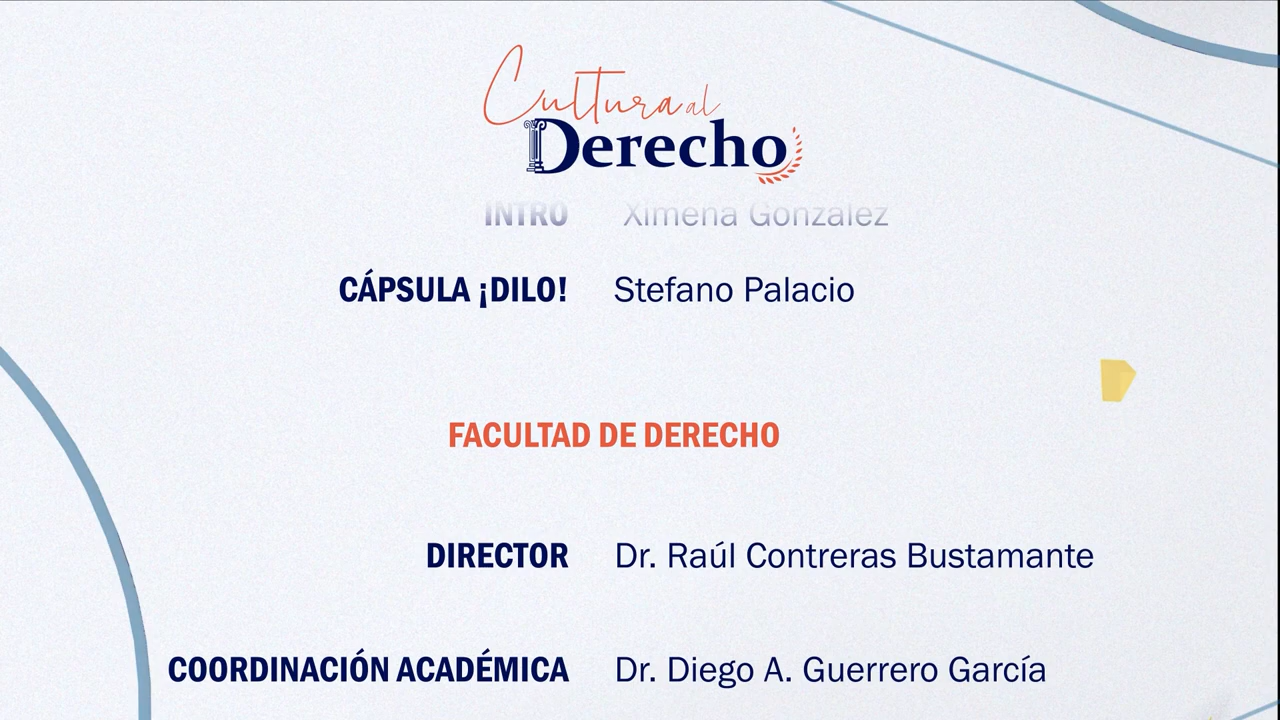 Cultura al
Derecho
INTRO Ximena González
CÁPSULA ¡DILO! Stefano Palacio
FACULTAD DE DERECHO
DIRECTOR Dr. Raúl Contreras Bustamante
COORDINACIÓN ACADÉMICA Dr. Diego A. Guerrero García